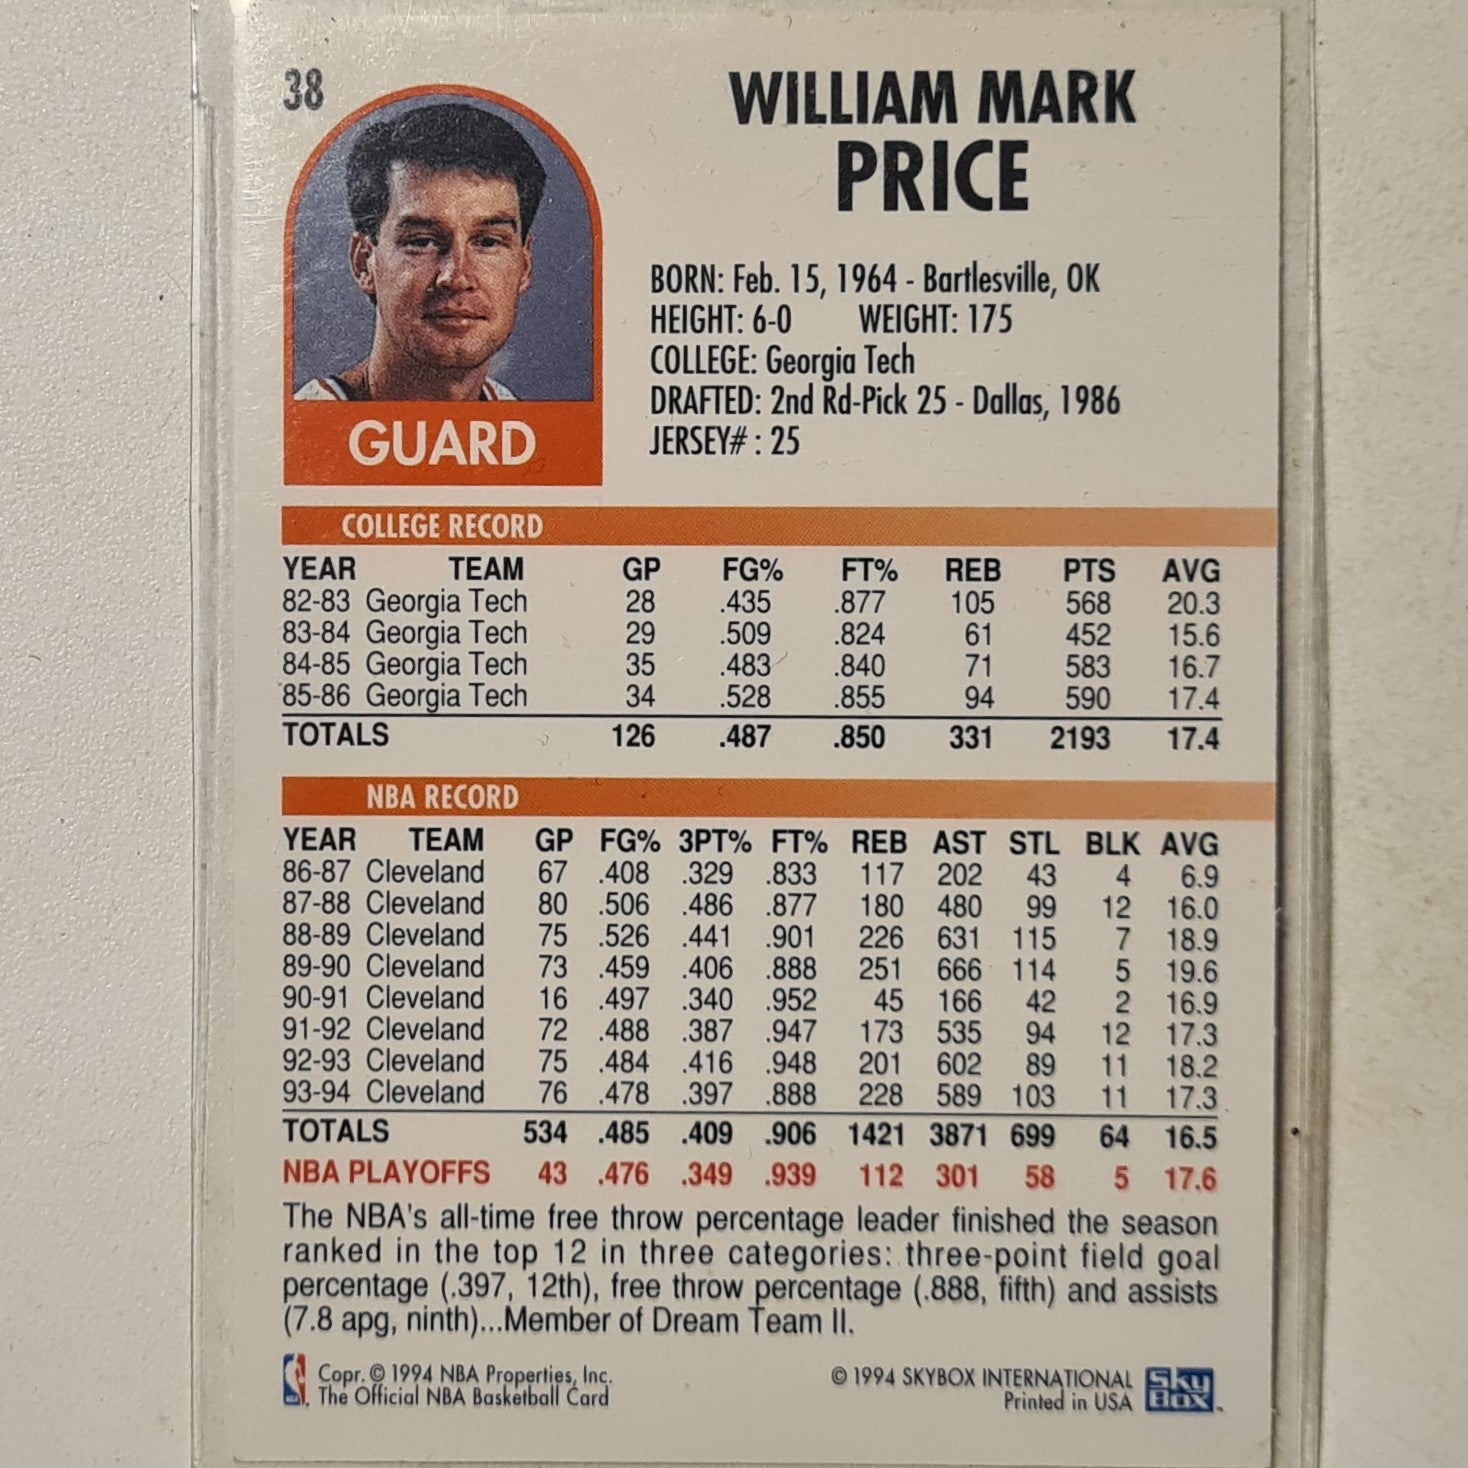 38
WILLIAM MARK
PRICE
BORN: Feb. 15, 1964 - Bartlesville, OK
HEIGHT: 6-0 WEIGHT: 175
COLLEGE: Georgia Tech
DRAFTED: 2nd Rd-Pick 25 - Dallas, 1986
JERSEY# : 25
GUARD
COLLEGE RECORD
YEAR TEAM GP FG% FT% REB PTS AVG
82-83 Georgia Tech 28 .435 .877 105 568 20.3
83-84 Georgia Tech 29 .509 .824 61 452 15.6
84-85 Georgia Tech 35 .483 .840 71 583 16.7
85-86 Georgia Tech 34 .528 .855 94 590 17.4
TOTALS 126 .487 .850 331 2193 17.4
NBA RECORD
YEAR TEAM GP FG% 3PT% FT% REB AST STL BLK AVG
86-87 Cleveland 67 .408 .329 .833 117 202 43 4 6.9
87-88 Cleveland 80 .506 .486 .877 180 480 99 12 16.0
88-89 Cleveland 75 .526 .441 .901 226 631 115 7 18.9
89-90 Cleveland 73 .459 .406 .888 251 666 114 5 19.6
90-91 Cleveland 16 .497 .340 .952 45 166 42 2 16.9
91-92 Cleveland 72 .488 .387 .947 173 535 94 12 17.3
92-93 Cleveland 75 .484 .416 .948 201 602 89 11 18.2
93-94 Cleveland 76 .478 .397 .888 228 589 103 11 17.3
TOTALS 534 .485 .409 .906 1421 3871 699 64 16.5
NBA PLAYOFFS 43 .476 .349 .939 112 301 58 5 17.6
The NBA's all-time free throw percentage leader finished the season
ranked in the top 12 in three categories: three-point field goal
percentage (.397, 12th), free throw percentage (.888, fifth) and assists
(7.8 apg, ninth)...Member of Dream Team II.
Copr. © 1994 NBA Properties, Inc.
The Official NBA Basketball Card
© 1994 SKYBOX INTERNATIONAL
Printed in USA
Sky
Box